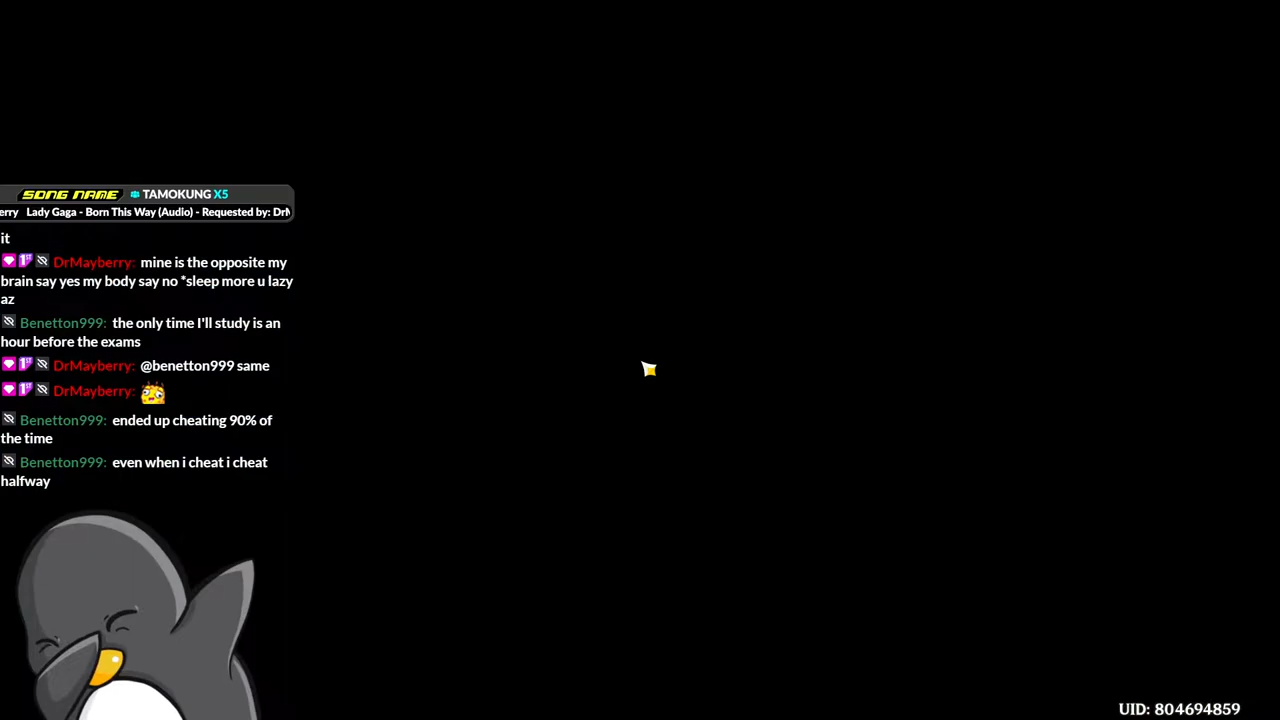 SONG NAME TAMOKUNG X5
erry Lady Gaga - Born This Way (Audio) - Requested by: DrM
it
DrMayberry: mine is the opposite my
brain say yes my body say no *sleep more u lazy
az
Benetton999: the only time I'll study is an
hour before the exams
DrMayberry: @benetton999 same
DrMayberry:
Benetton999: ended up cheating 90% of
the time
Benetton999: even when i cheat i cheat
halfway
UID: 804694859